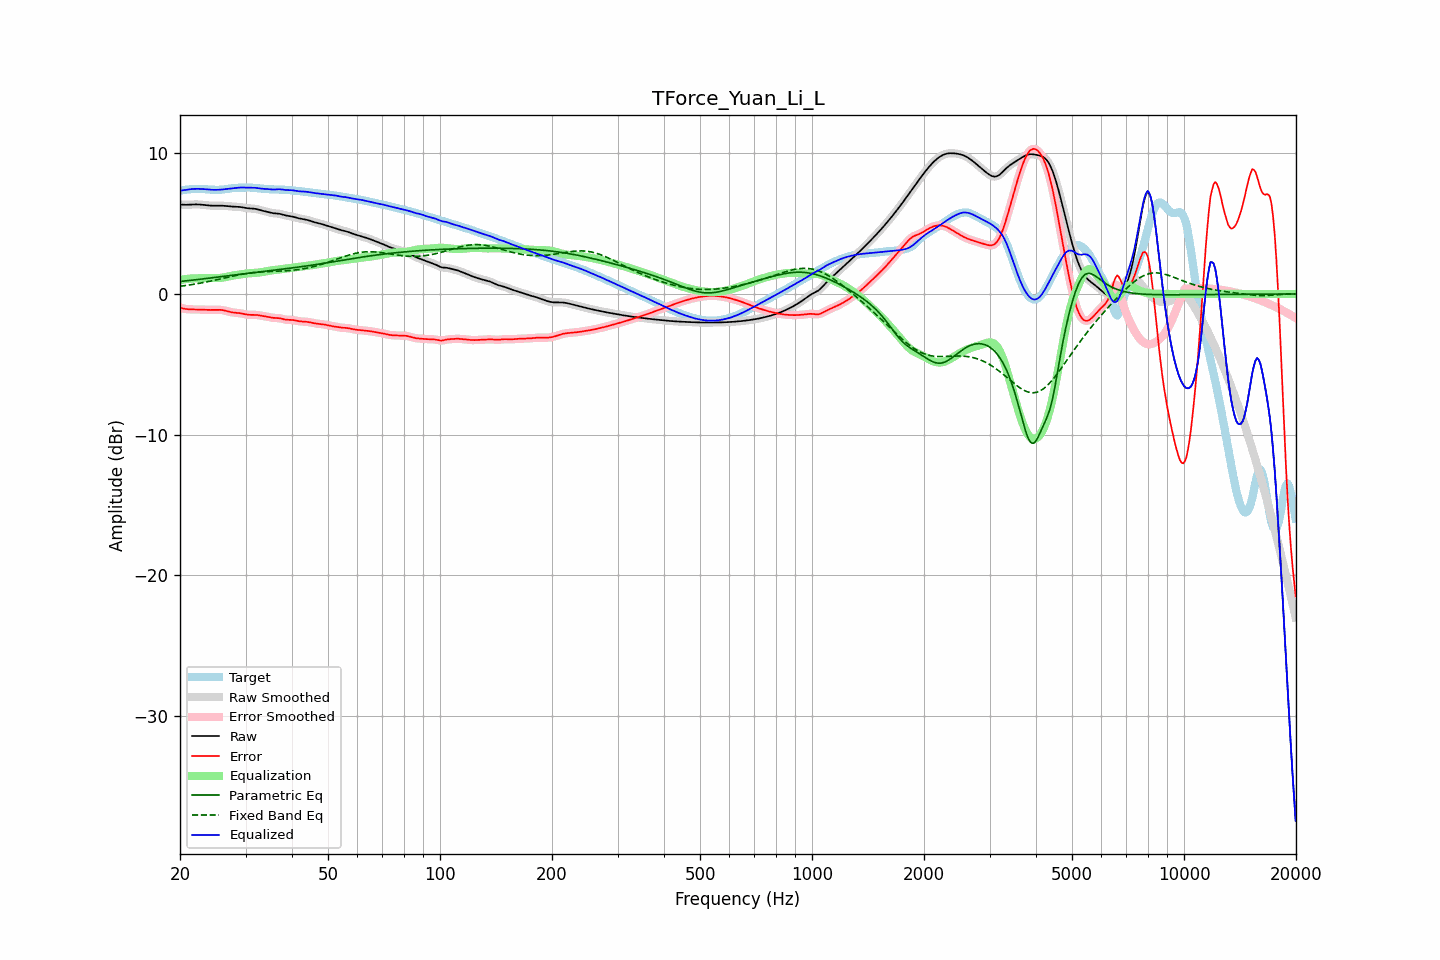 TForce_Yuan_Li_L
Amplitude (dBr)
10
0
−10
−20
−30
Target
Raw Smoothed
Error Smoothed
Raw
Error
Equalization
Parametric Eq
Fixed Band Eq
Equalized
20 50 100 200 500 1000 2000 5000 10000 20000
Frequency (Hz)